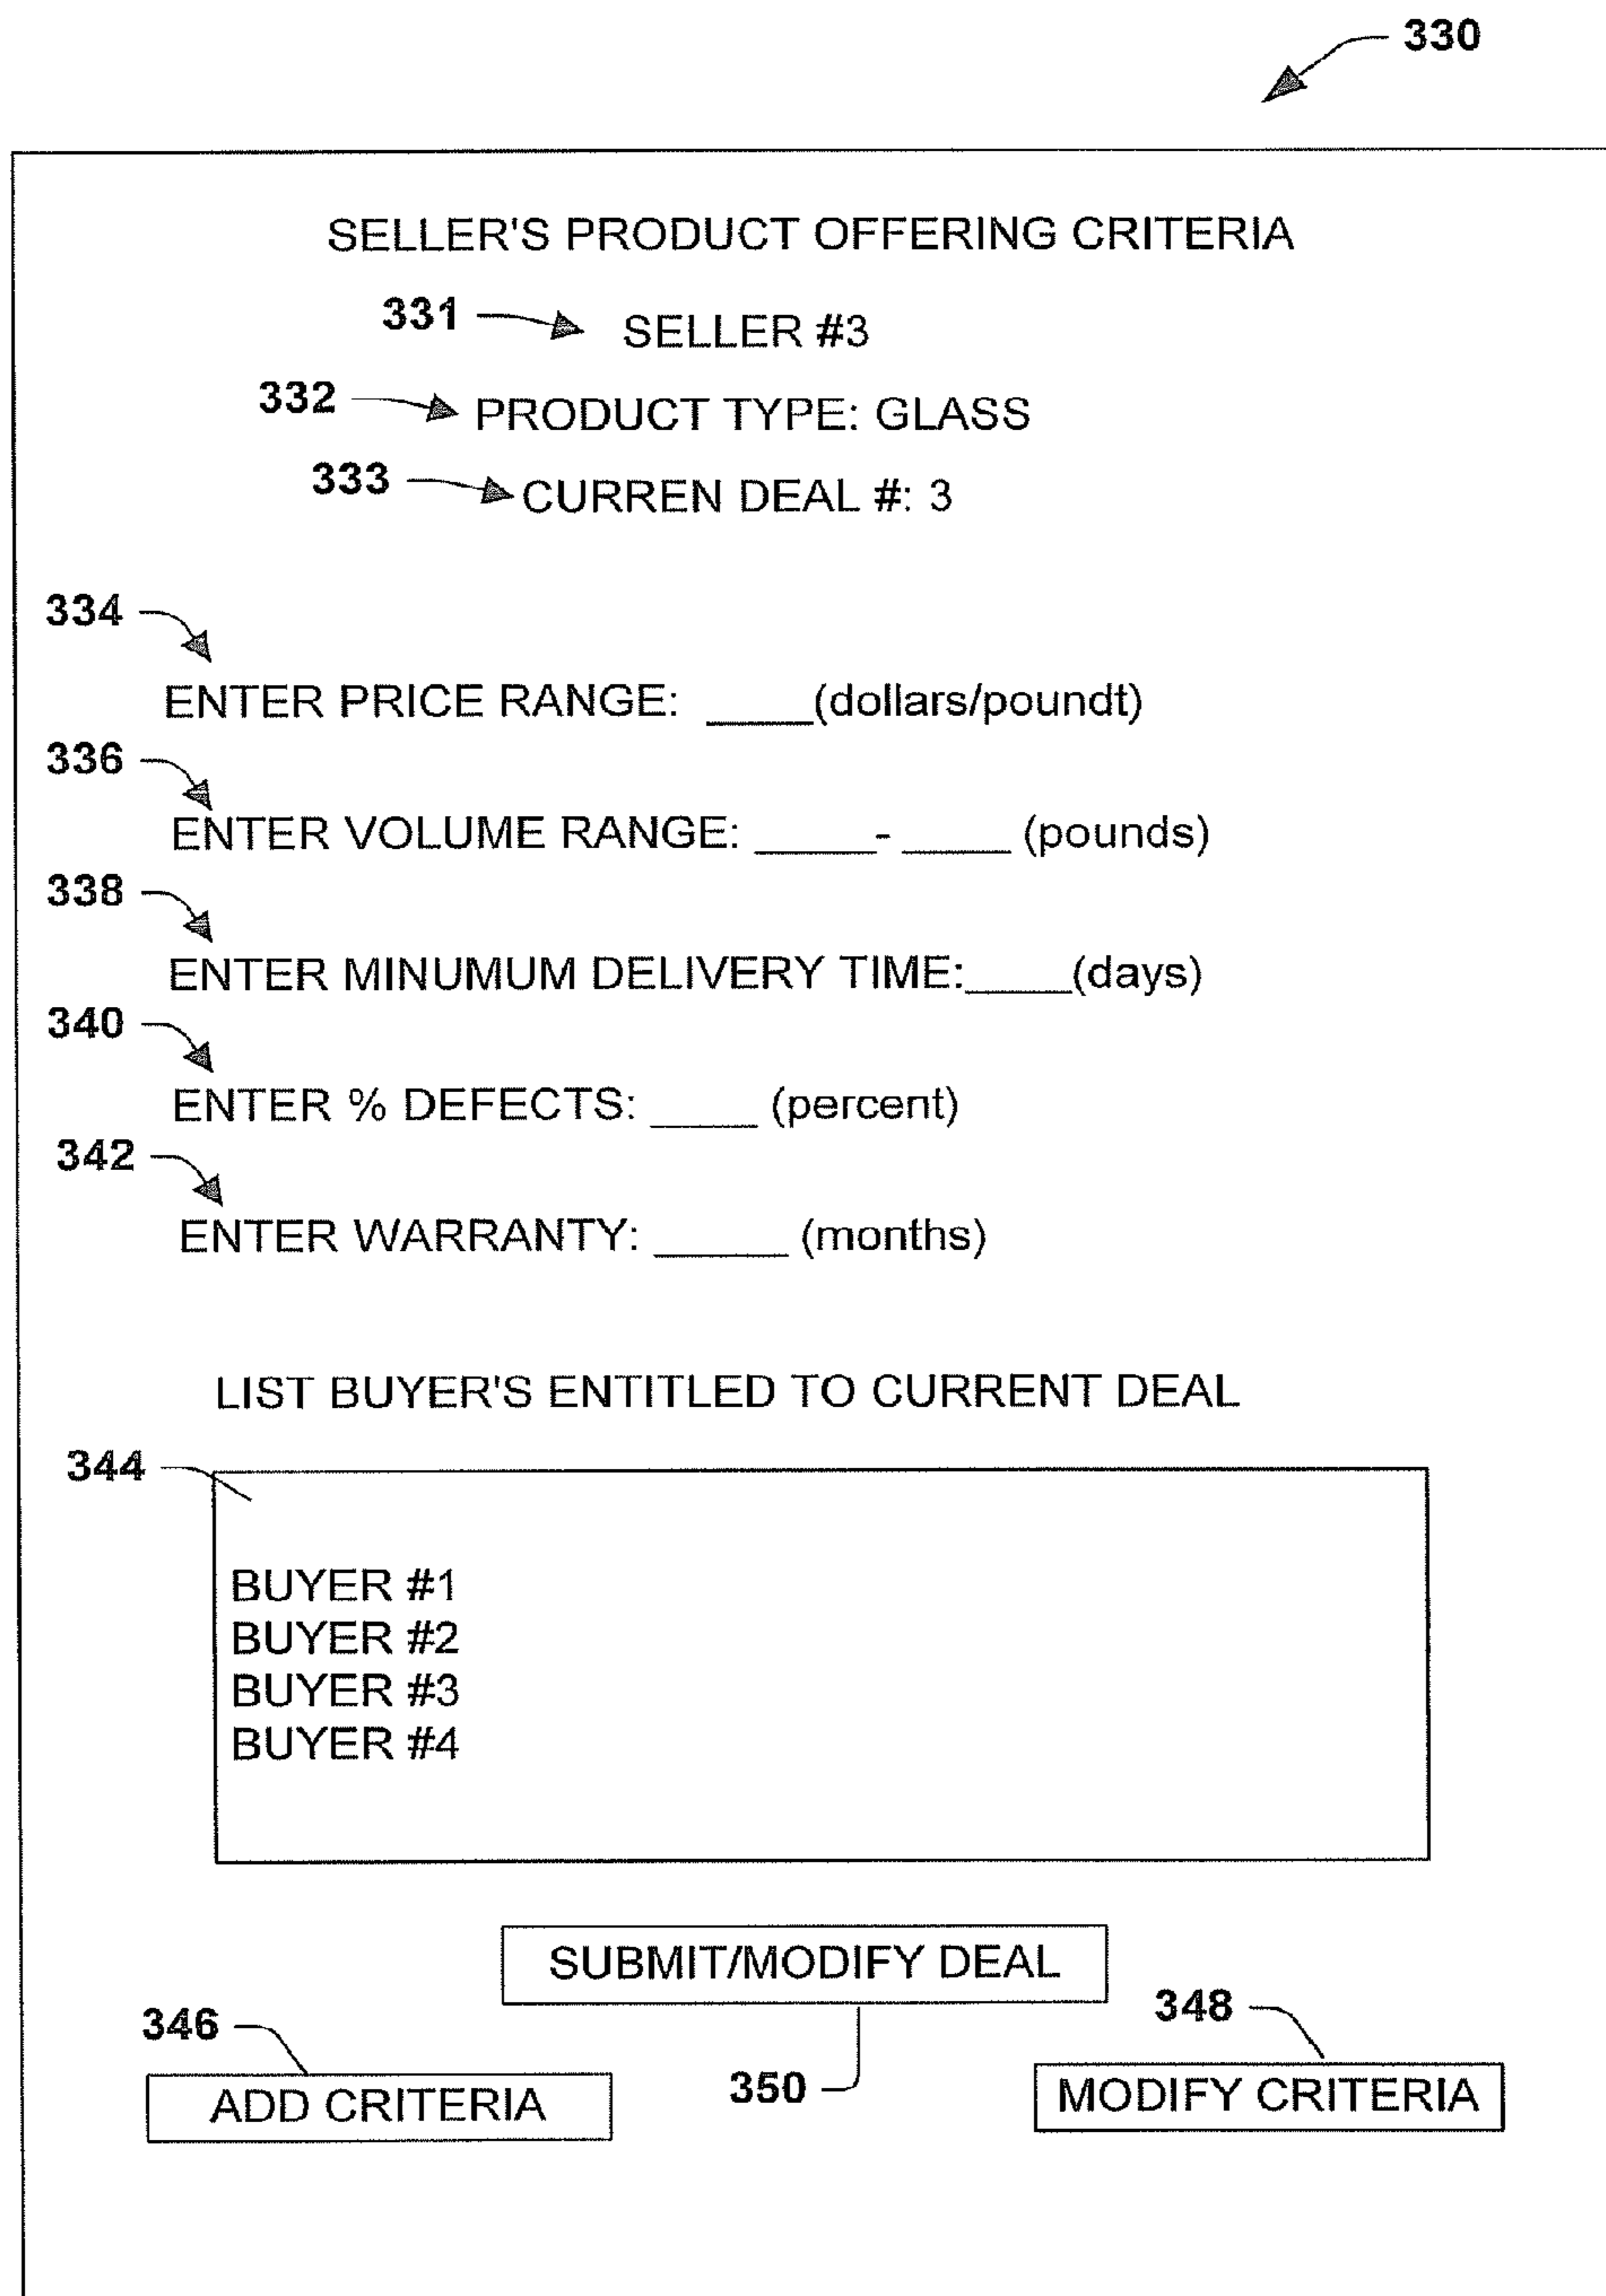 330
SELLER'S PRODUCT OFFERING CRITERIA
331 SELLER #3
332 PRODUCT TYPE: GLASS
333 CURREN DEAL #: 3
334
ENTER PRICE RANGE: ____(dollars/poundt)
336
ENTER VOLUME RANGE: _____- ____ (pounds)
338
ENTER MINUMUM DELIVERY TIME:____(days)
340
ENTER % DEFECTS: ____ (percent)
342
ENTER WARRANTY: _____ (months)
LIST BUYER'S ENTITLED TO CURRENT DEAL
344
BUYER #1
BUYER #2
BUYER #3
BUYER #4
SUBMIT/MODIFY DEAL
346
348
350
ADD CRITERIA
MODIFY CRITERIA